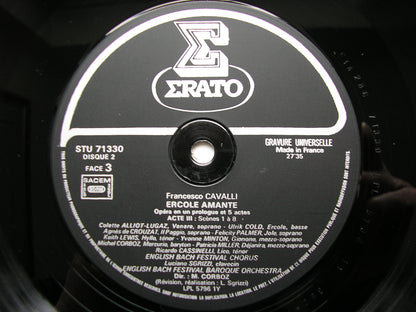 ERATO
STU 71330
DISQUE 2
FACE 3
SACEM
GRAVURE UNIVERSELLE
Made in France
27'35
Francesco CAVALLI
ERCOLE AMANTE
Opéra en un prologue et 5 actes
ACTE III : Scènes 1 à 8
Colette ALLIOT-LUGAZ, Venere, soprano - Ulrik COLD, Ercole, basse
Agnès de CROUZAT, Il Paggio, soprano - Felicity PALMER, Iole, soprano
Keith LEWIS, Hyllo, ténor - Yvonne MINTON, Giunone, mezzo-soprano
Michel CORBOZ, Mercurio, baryton - Patricia MILLER, Déjanira, mezzo-soprano
Ricardo CASSINELLI, Lico, ténor
ENGLISH BACH FESTIVAL CHORUS
Luciano SGRIZZI, clavecin
ENGLISH BACH FESTIVAL BAROQUE ORCHESTRA
Dir. : M. CORBOZ
(Révision, réalisation : L. Sgrizzi)
LPL 5796 1Y